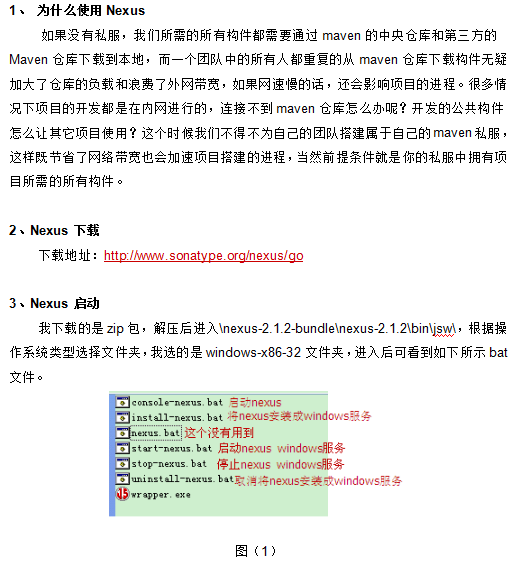 1、 为什么使用 Nexus
如果没有私服，我们所需的所有构件都需要通过 maven 的中央仓库和第三方的
Maven 仓库下载到本地，而一个团队中的所有人都重复的从 maven 仓库下载构件无疑
加大了仓库的负载和浪费了外网带宽，如果网速慢的话，还会影响项目的进程。很多情
况下项目的开发都是在内网进行的，连接不到 maven 仓库怎么办呢？开发的公共构件
怎么让其它项目使用？这个时候我们不得不为自己的团队搭建属于自己的 maven 私服，
这样既节省了网络带宽也会加速项目搭建的进程，当然前提条件就是你的私服中拥有项
目所需的所有构件。
2、Nexus 下载
下载地址：http://www.sonatype.org/nexus/go
3、Nexus 启动
我下载的是 zip 包，解压后进入\nexus-2.1.2-bundle\nexus-2.1.2\bin\jsw\，根据操
作系统类型选择文件夹，我选的是 windows-x86-32 文件夹，进入后可看到如下所示 bat
文件。
console-nexus.bat 启动nexus
install-nexus.bat 将nexus安装成windows服务
nexus.bat 这个没有用到
start-nexus.bat 启动nexus windows服务
stop-nexus.bat 停止nexus windows服务
uninstall-nexus.bat 取消将nexus安装成windows服务
wrapper.exe
图（1）